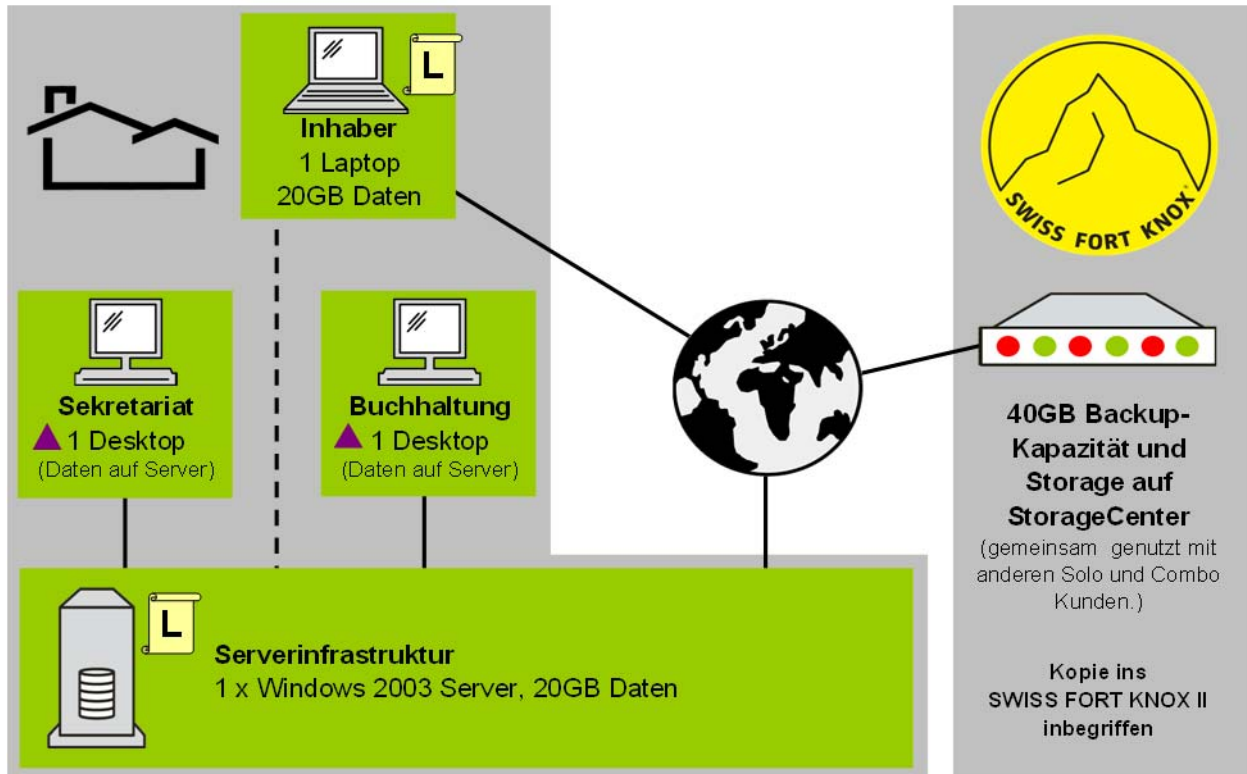 L
Inhaber
1 Laptop
20GB Daten
Sekretariat
1 Desktop
(Daten auf Server)
Buchhaltung
1 Desktop
(Daten auf Server)
L
Serverinfrastruktur
1 x Windows 2003 Server, 20GB Daten
SWISS FORT KNOX®
40GB Backup-
Kapazität und
Storage auf
StorageCenter
(gemeinsam genutzt mit
anderen Solo und Combo
Kunden.)
Kopie ins
SWISS FORT KNOX II
inbegriffen